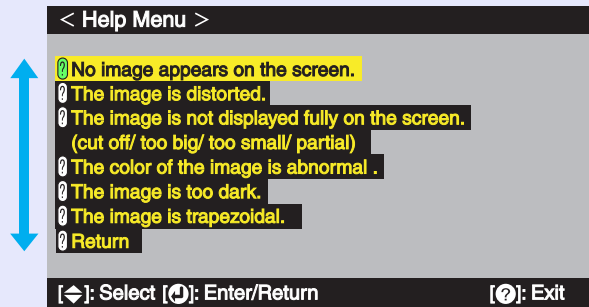 < Help Menu >
? No image appears on the screen.
? The image is distorted.
? The image is not displayed fully on the screen.
(cut off/ too big/ too small/ partial)
? The color of the image is abnormal .
? The image is too dark.
? The image is trapezoidal.
? Return
[◆]: Select [↵]: Enter/Return [?]: Exit